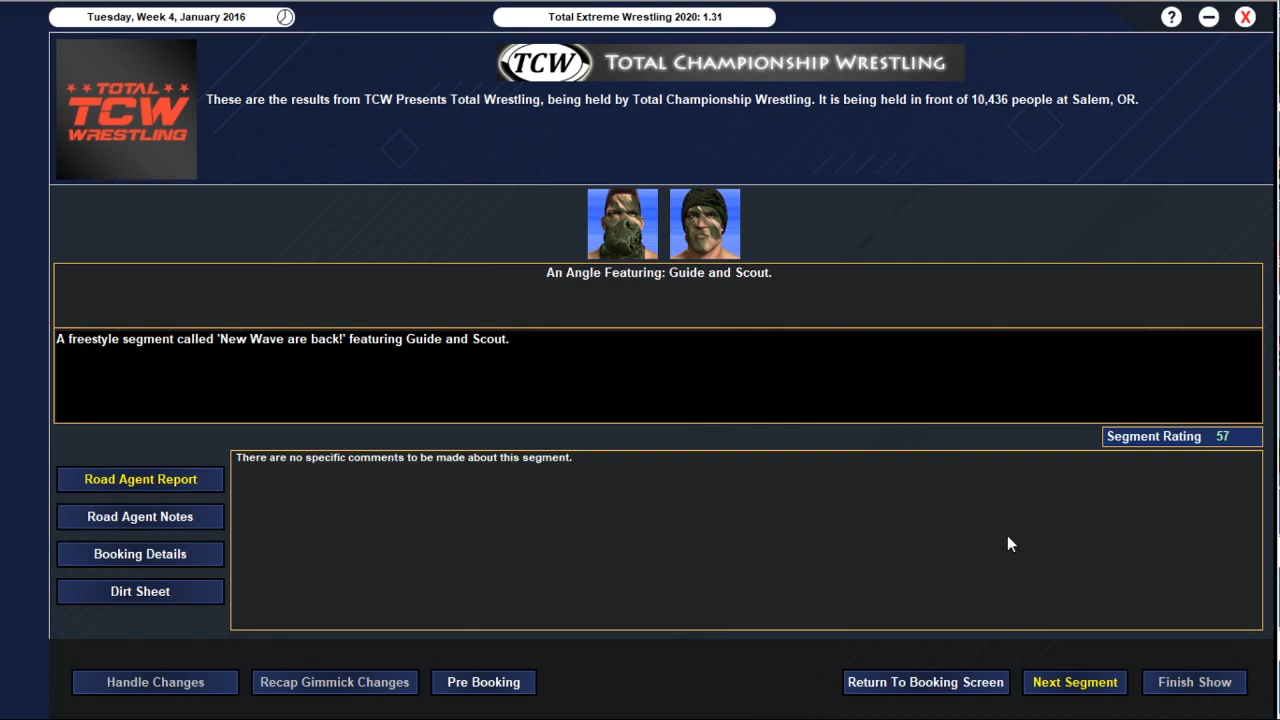 Tuesday, Week 4, January 2016
Total Extreme Wrestling 2020: 1.31
?
X
TOTAL
TCW
WRESTLING
TCW TOTAL CHAMPIONSHIP WRESTLING
These are the results from TCW Presents Total Wrestling, being held by Total Championship Wrestling. It is being held in front of 10,436 people at Salem, OR.
An Angle Featuring: Guide and Scout.
A freestyle segment called 'New Wave are back!' featuring Guide and Scout.
Segment Rating 57
There are no specific comments to be made about this segment.
Road Agent Report
Road Agent Notes
Booking Details
Dirt Sheet
Handle Changes
Recap Gimmick Changes
Pre Booking
Return To Booking Screen
Next Segment
Finish Show